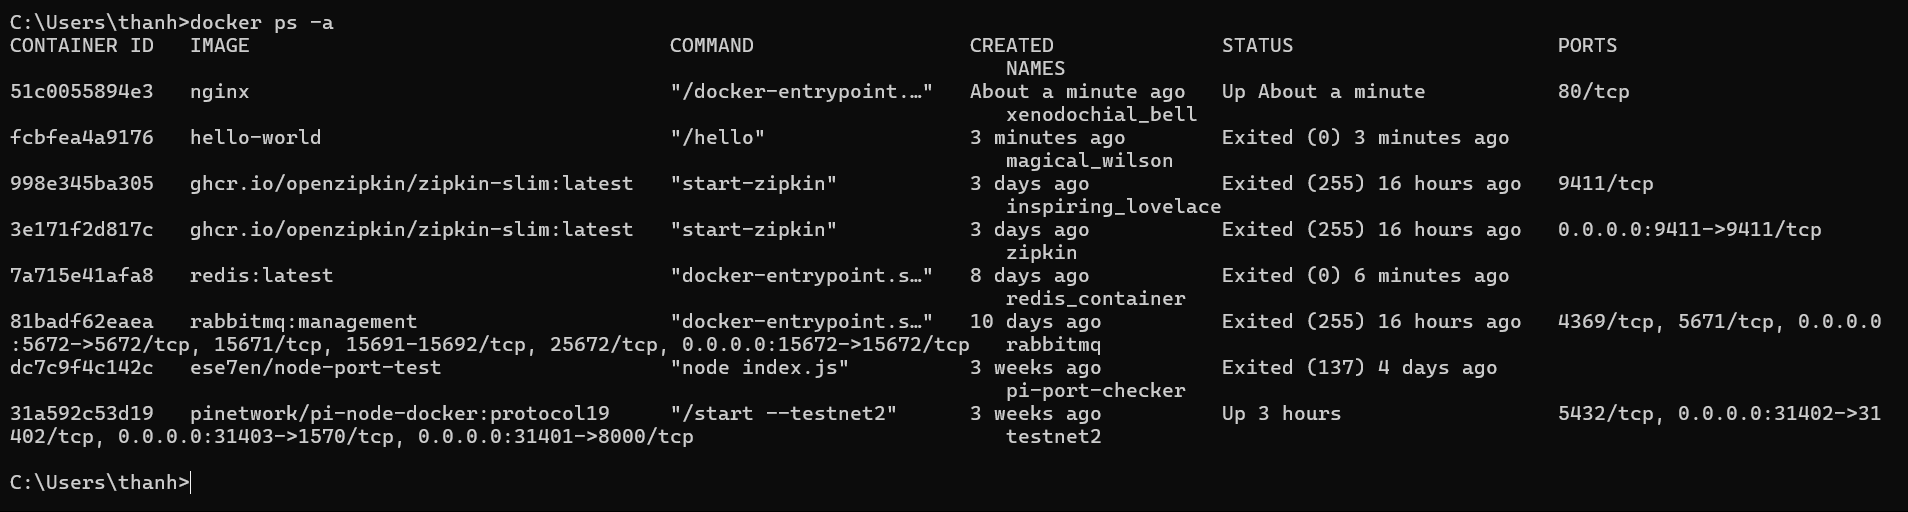 C:\Users\thanh>docker ps -a
CONTAINER ID   IMAGE                                   COMMAND                  CREATED              STATUS                      PORTS
                                                                                   NAMES
51c0055894e3   nginx                                   "/docker-entrypoint.…"   About a minute ago   Up About a minute           80/tcp
                                                                                   xenodochial_bell
fcbfea4a9176   hello-world                             "/hello"                 3 minutes ago        Exited (0) 3 minutes ago
                                                                                   magical_wilson
998e345ba305   ghcr.io/openzipkin/zipkin-slim:latest   "start-zipkin"           3 days ago           Exited (255) 16 hours ago   9411/tcp
                                                                                   inspiring_lovelace
3e171f2d817c   ghcr.io/openzipkin/zipkin-slim:latest   "start-zipkin"           3 days ago           Exited (255) 16 hours ago   0.0.0.0:9411->9411/tcp
                                                                                   zipkin
7a715e41afa8   redis:latest                            "docker-entrypoint.s…"   8 days ago           Exited (0) 6 minutes ago
                                                                                   redis_container
81badf62eaea   rabbitmq:management                     "docker-entrypoint.s…"   10 days ago          Exited (255) 16 hours ago   4369/tcp, 5671/tcp, 0.0.0.0
:5672->5672/tcp, 15671/tcp, 15691-15692/tcp, 25672/tcp, 0.0.0.0:15672->15672/tcp   rabbitmq
dc7c9f4c142c   ese7en/node-port-test                   "node index.js"          3 weeks ago          Exited (137) 4 days ago
                                                                                   pi-port-checker
31a592c53d19   pinetwork/pi-node-docker:protocol19     "/start --testnet2"      3 weeks ago          Up 3 hours                  5432/tcp, 0.0.0.0:31402->31
402/tcp, 0.0.0.0:31403->1570/tcp, 0.0.0.0:31401->8000/tcp                          testnet2
C:\Users\thanh>